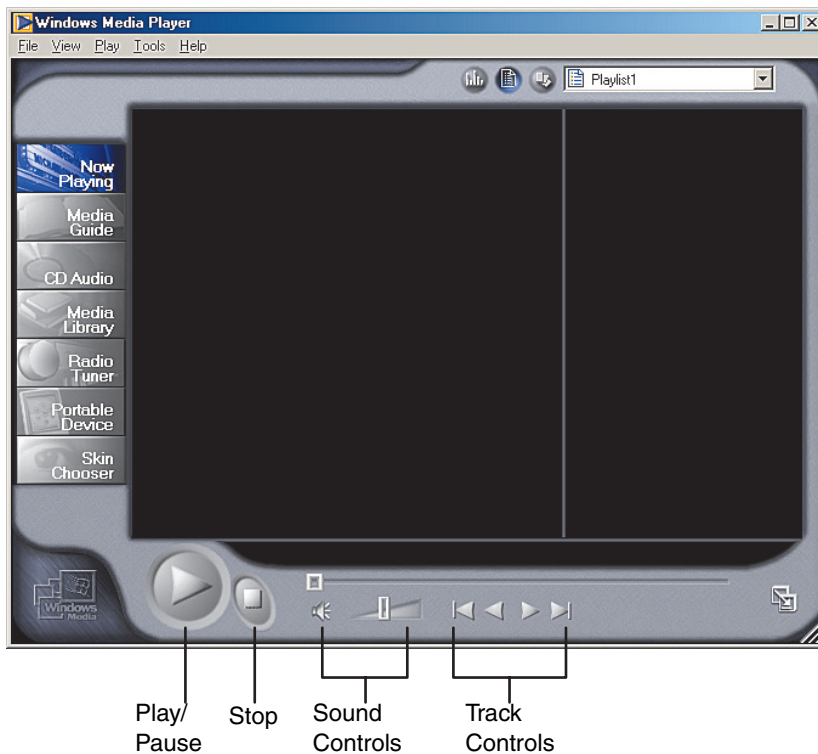 Windows Media Player
File View Play Tools Help
Playlist1
Now
Playing
Media
Guide
CD Audio
Media
Library
Radio
Tuner
Portable
Device
Skin
Chooser
Windows
Media
Play/
Pause
Stop
Sound
Controls
Track
Controls